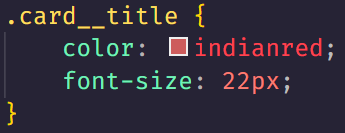 .card__title {
    color: indianred;
    font-size: 22px;
}